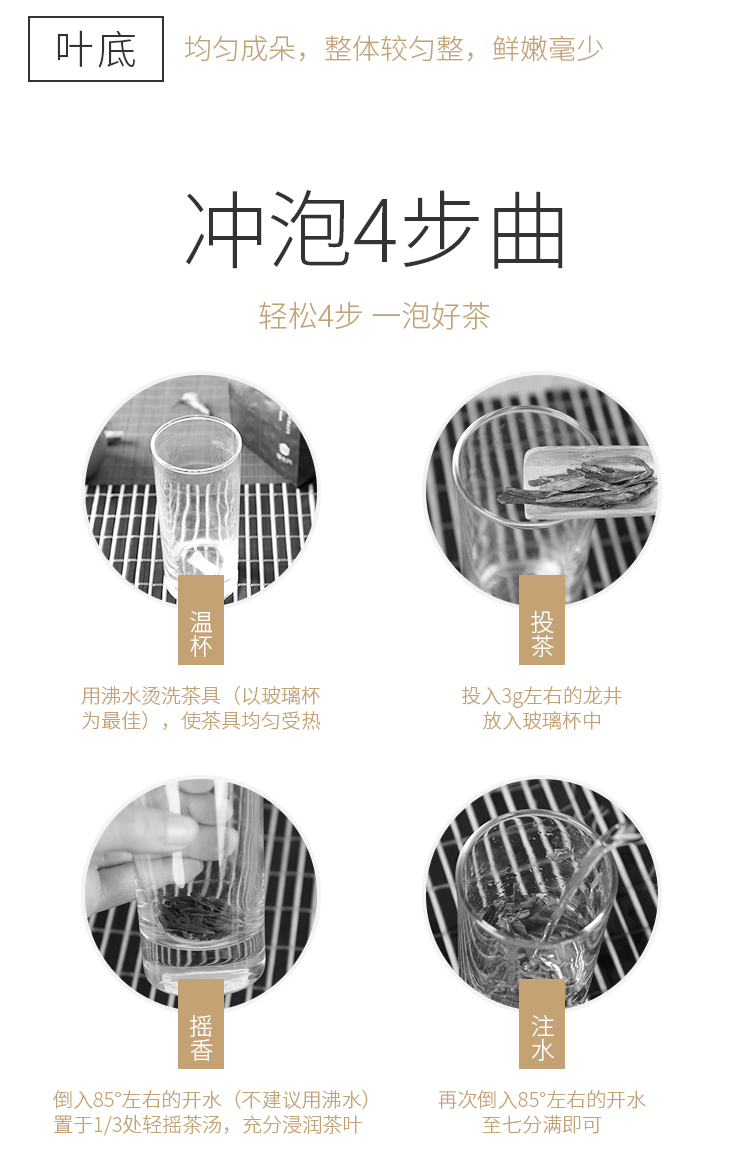 叶底
均匀成朵，整体较匀整，鲜嫩毫少
冲泡4步曲
轻松4步 一泡好茶
温杯
投茶
用沸水烫洗茶具（以玻璃杯
为最佳），使茶具均匀受热
投入3g左右的龙井
放入玻璃杯中
摇香
注水
倒入85°左右的开水（不建议用沸水）
置于1/3处轻摇茶汤，充分浸润茶叶
再次倒入85°左右的开水
至七分满即可